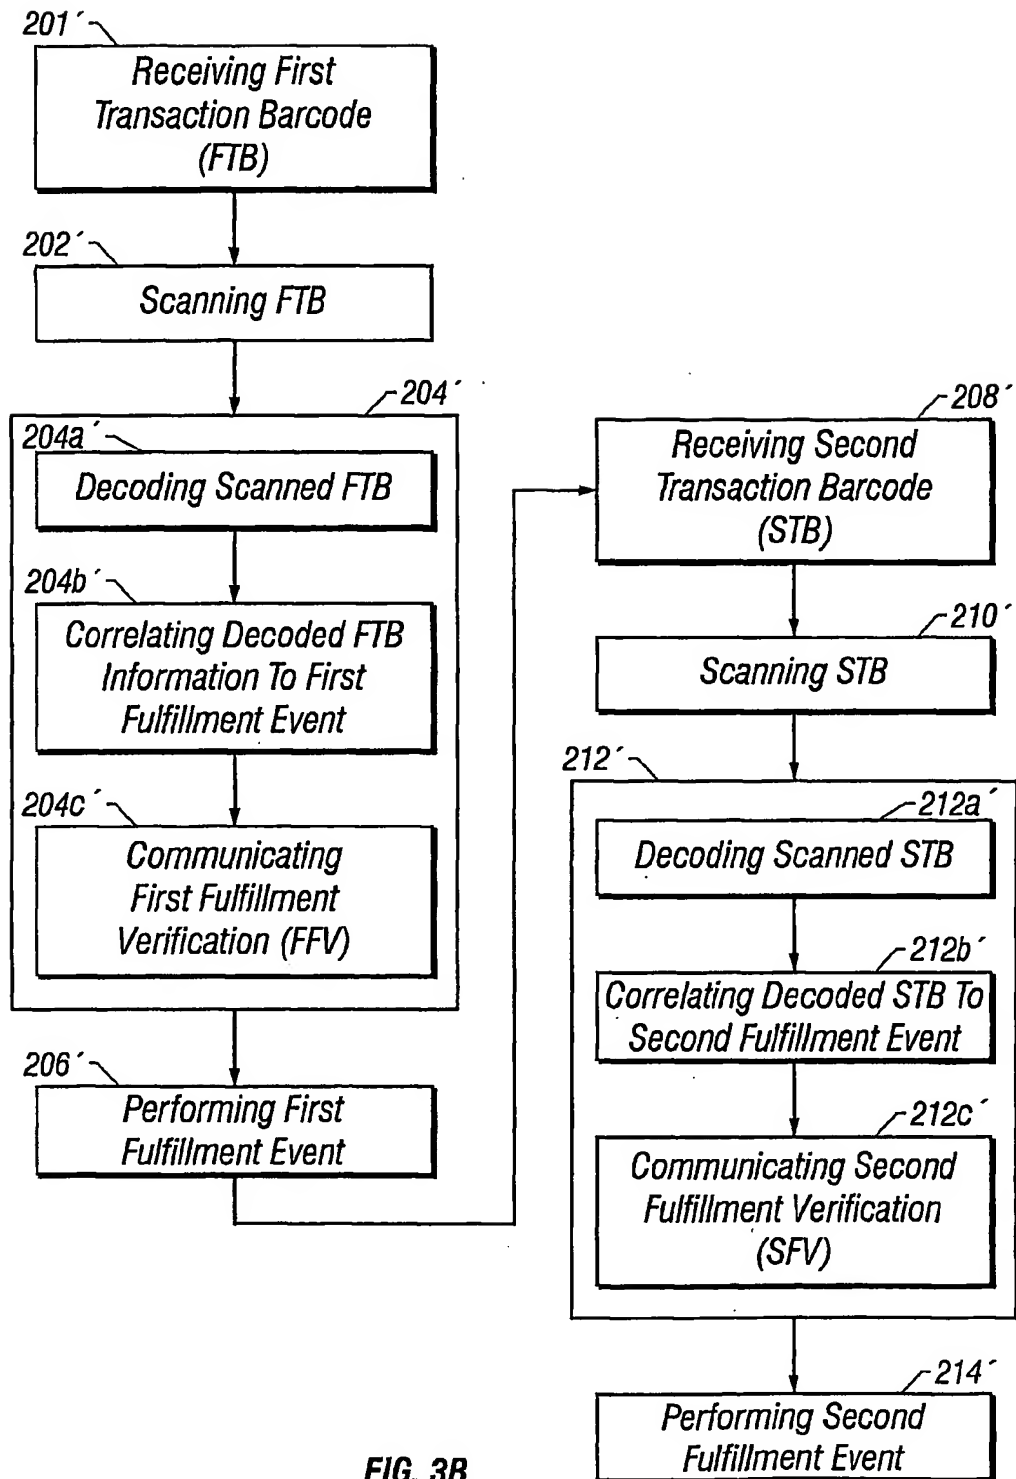 201´
Receiving First
Transaction Barcode
(FTB)
202´
Scanning FTB
204´
204a´
Decoding Scanned FTB
204b´
Correlating Decoded FTB
Information To First
Fulfillment Event
204c´
Communicating
First Fulfillment
Verification (FFV)
206´
Performing First
Fulfillment Event
208´
Receiving Second
Transaction Barcode
(STB)
210´
Scanning STB
212´
212a´
Decoding Scanned STB
212b´
Correlating Decoded STB To
Second Fulfillment Event
212c´
Communicating Second
Fulfillment Verification
(SFV)
214´
Performing Second
Fulfillment Event
FIG. 3B